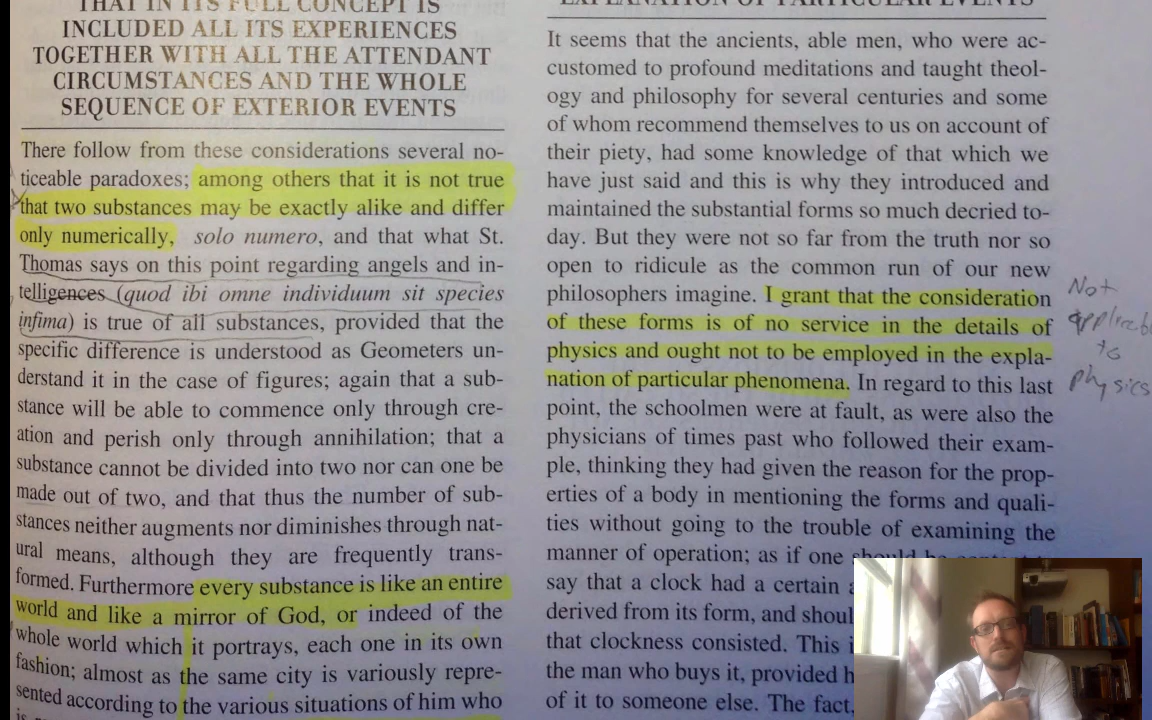 THAT IN ITS FULL CONCEPT IS
INCLUDED ALL ITS EXPERIENCES
TOGETHER WITH ALL THE ATTENDANT
CIRCUMSTANCES AND THE WHOLE
SEQUENCE OF EXTERIOR EVENTS
There follow from these considerations several no-
ticeable paradoxes; among others that it is not true
that two substances may be exactly alike and differ
only numerically, solo numero, and that what St.
Thomas says on this point regarding angels and in-
telligences (quod ibi omne individuum sit species
infima) is true of all substances, provided that the
specific difference is understood as Geometers un-
derstand it in the case of figures; again that a sub-
stance will be able to commence only through cre-
ation and perish only through annihilation; that a
substance cannot be divided into two nor can one be
made out of two, and that thus the number of sub-
stances neither augments nor diminishes through nat-
ural means, although they are frequently trans-
formed. Furthermore every substance is like an entire
world and like a mirror of God, or indeed of the
whole world which it portrays, each one in its own
fashion; almost as the same city is variously repre-
sented according to the various situations of him who
EXPLANATION OF PARTICULAR EVENTS
It seems that the ancients, able men, who were ac-
customed to profound meditations and taught theol-
ogy and philosophy for several centuries and some
of whom recommend themselves to us on account of
their piety, had some knowledge of that which we
have just said and this is why they introduced and
maintained the substantial forms so much decried to-
day. But they were not so far from the truth nor so
open to ridicule as the common run of our new
philosophers imagine. I grant that the consideration
of these forms is of no service in the details of
physics and ought not to be employed in the expla-
nation of particular phenomena. In regard to this last
point, the schoolmen were at fault, as were also the
physicians of times past who followed their exam-
ple, thinking they had given the reason for the prop-
erties of a body in mentioning the forms and quali-
ties without going to the trouble of examining the
manner of operation; as if one should be
say that a clock had a certain
derived from its form, and
that clockness consisted. This
the man who buys it, provided
of it to someone else. The fact,
Not
to
physics